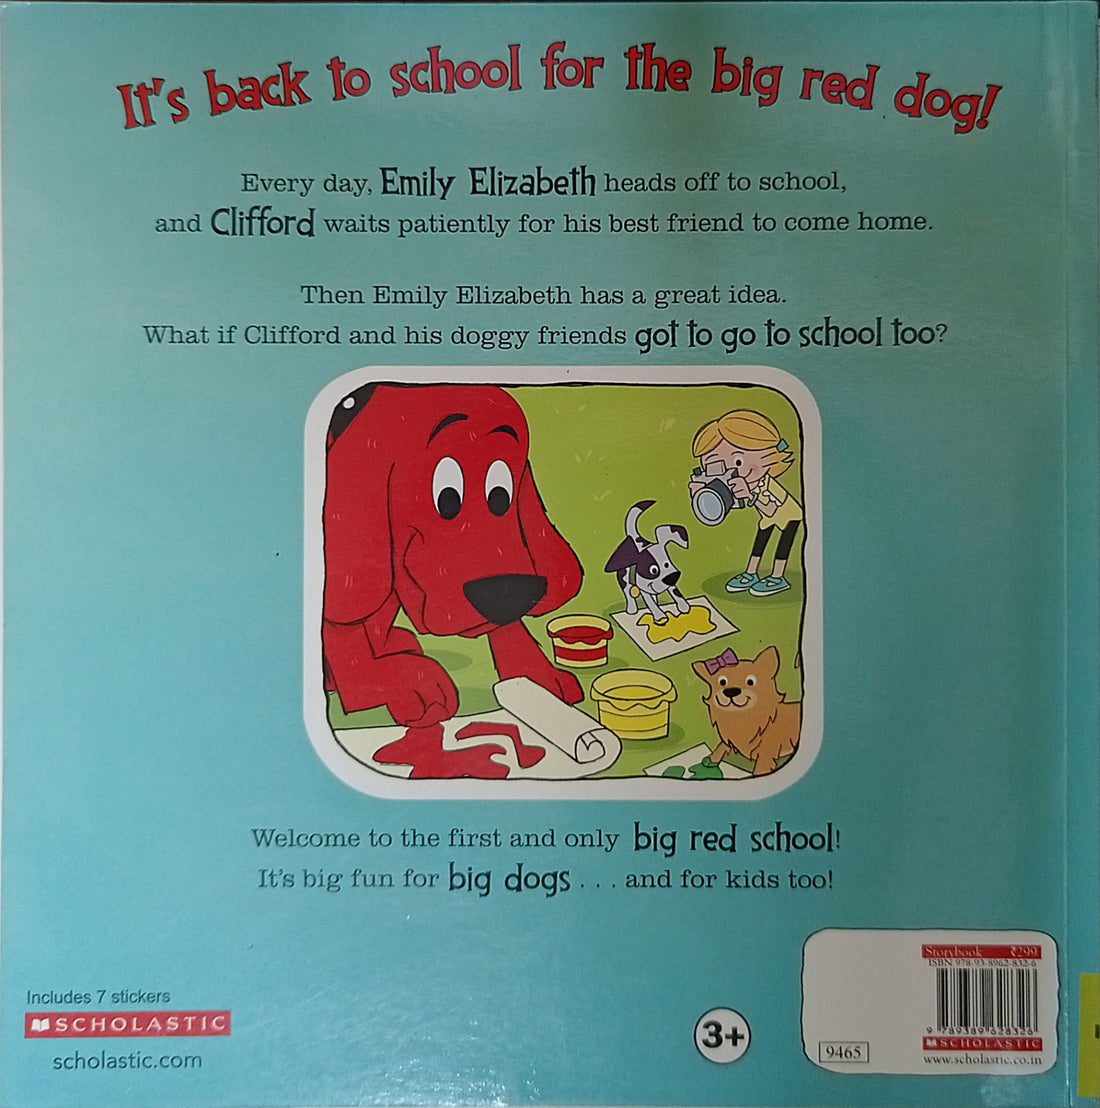 It's back to school for the big red dog!
Every day, Emily Elizabeth heads off to school,
and Clifford waits patiently for his best friend to come home.
Then Emily Elizabeth has a great idea.
What if Clifford and his doggy friends got to go to school too?
Welcome to the first and only big red school!
It's big fun for big dogs . . . and for kids too!
Includes 7 stickers
SCHOLASTIC
scholastic.com
3+
9465
Storybook ₹299
ISBN 978-93-8962-832-6
9 789389 628326
SCHOLASTIC
www.scholastic.co.in